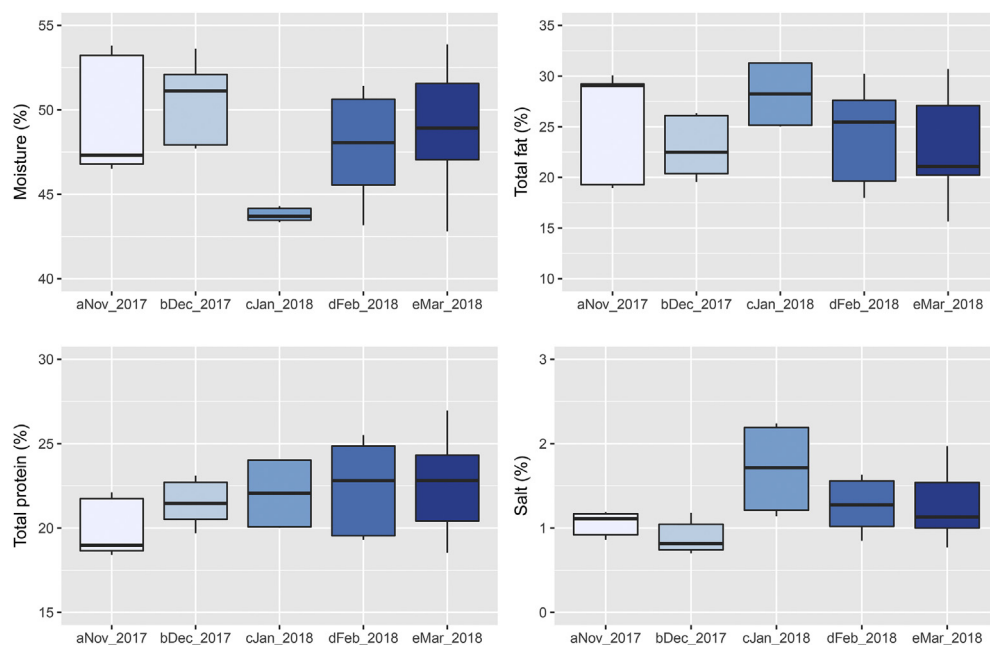 Moisture (%)
55
50
45
40
aNov_2017 bDec_2017 cJan_2018 dFeb_2018 eMar_2018
Total fat (%)
35
30
25
20
15
10
aNov_2017 bDec_2017 cJan_2018 dFeb_2018 eMar_2018
Total protein (%)
30
25
20
15
aNov_2017 bDec_2017 cJan_2018 dFeb_2018 eMar_2018
Salt (%)
3
2
1
0
aNov_2017 bDec_2017 cJan_2018 dFeb_2018 eMar_2018